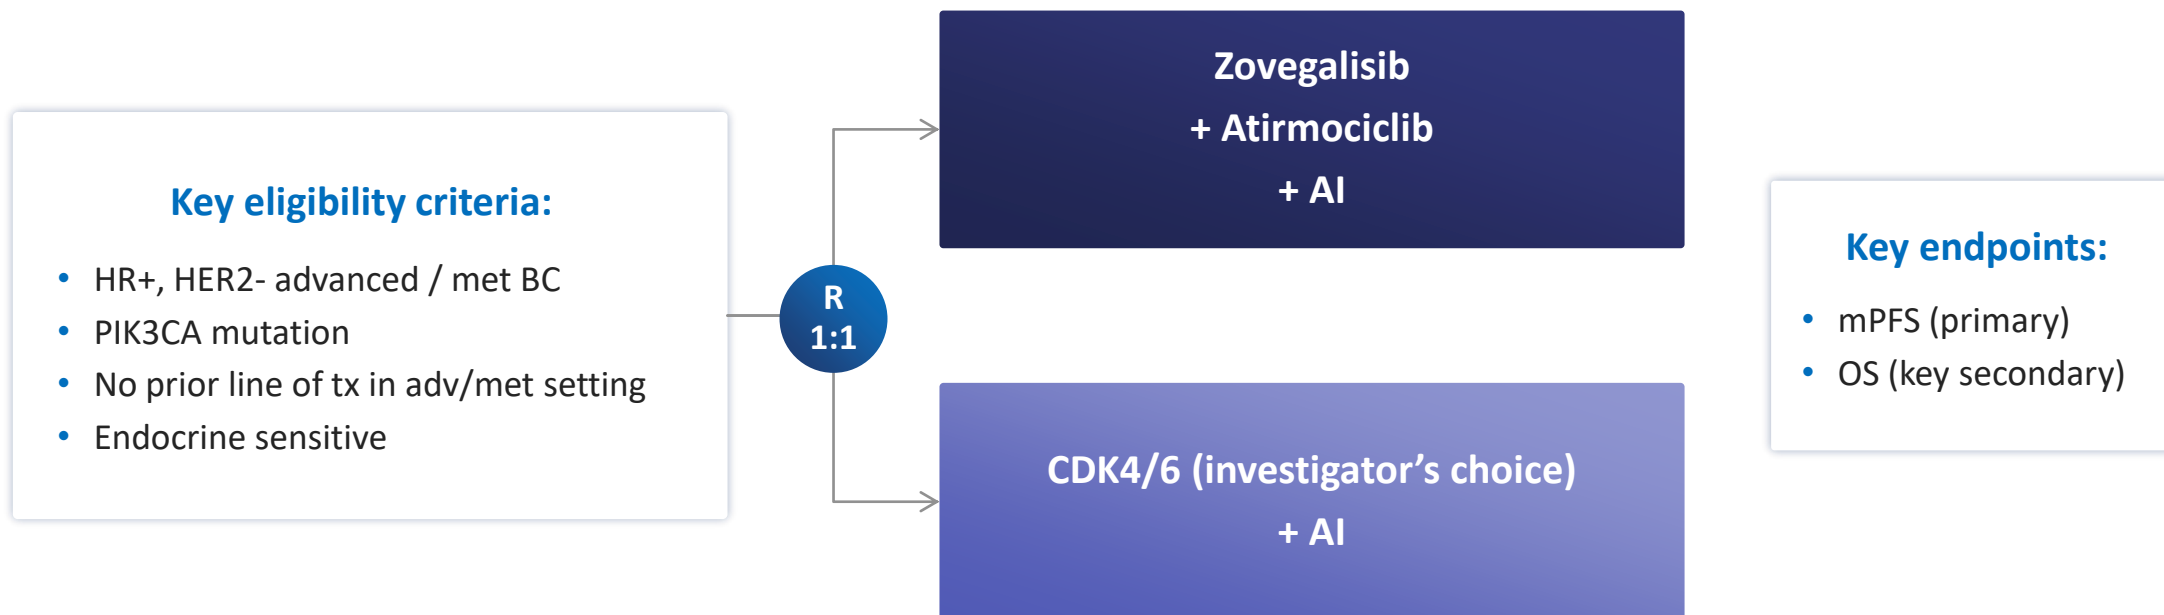 Key eligibility criteria:
• HR+, HER2- advanced / met BC
• PIK3CA mutation
• No prior line of tx in adv/met setting
• Endocrine sensitive
R
1:1
Zovegalisib
+ Atirmociclib
+ AI
CDK4/6 (investigator’s choice)
+ AI
Key endpoints:
• mPFS (primary)
• OS (key secondary)